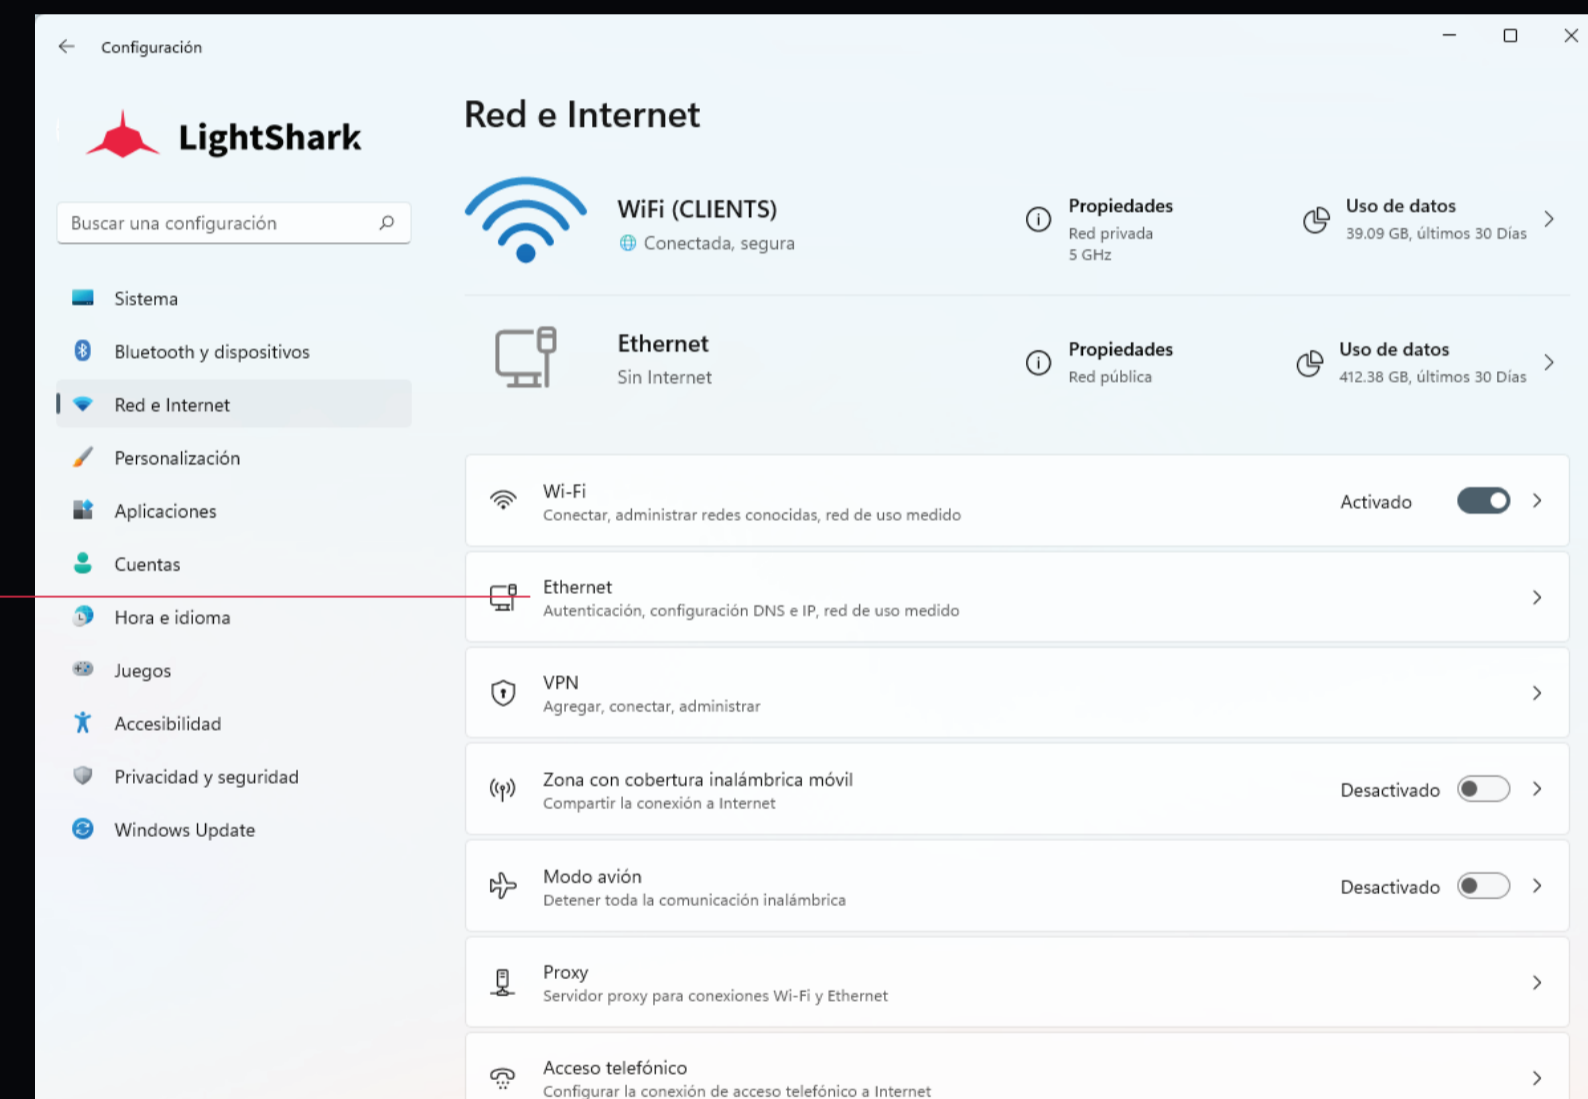 Configuración
LightShark
Buscar una configuración
Sistema
Bluetooth y dispositivos
Red e Internet
Personalización
Aplicaciones
Cuentas
Hora e idioma
Juegos
Accesibilidad
Privacidad y seguridad
Windows Update
Red e Internet
WiFi (CLIENTS)
Conectada, segura
Propiedades
Red privada
5 GHz
Uso de datos
39.09 GB, últimos 30 Días
Ethernet
Sin Internet
Propiedades
Red pública
Uso de datos
412.38 GB, últimos 30 Días
Wi-Fi
Conectar, administrar redes conocidas, red de uso medido
Activado
Ethernet
Autenticación, configuración DNS e IP, red de uso medido
VPN
Agregar, conectar, administrar
Zona con cobertura inalámbrica móvil
Compartir la conexión a Internet
Desactivado
Modo avión
Detener toda la comunicación inalámbrica
Desactivado
Proxy
Servidor proxy para conexiones Wi-Fi y Ethernet
Acceso telefónico
Configurar la conexión de acceso telefónico a Internet